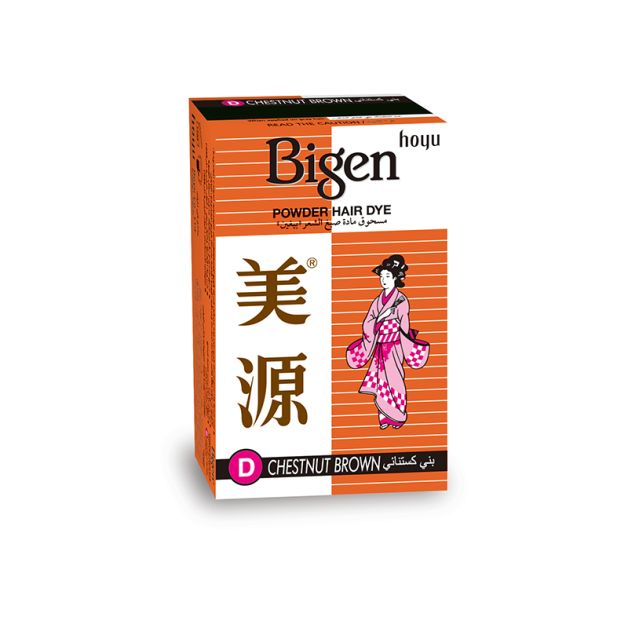 D CHESTNUT BROWN بني كستنائي
READ THE CAUTION
hoyu
Bigen
POWDER HAIR DYE
مسحوق مادة صبغ الشعر (بيغين)
美®
源
D CHESTNUT BROWN بني كستنائي